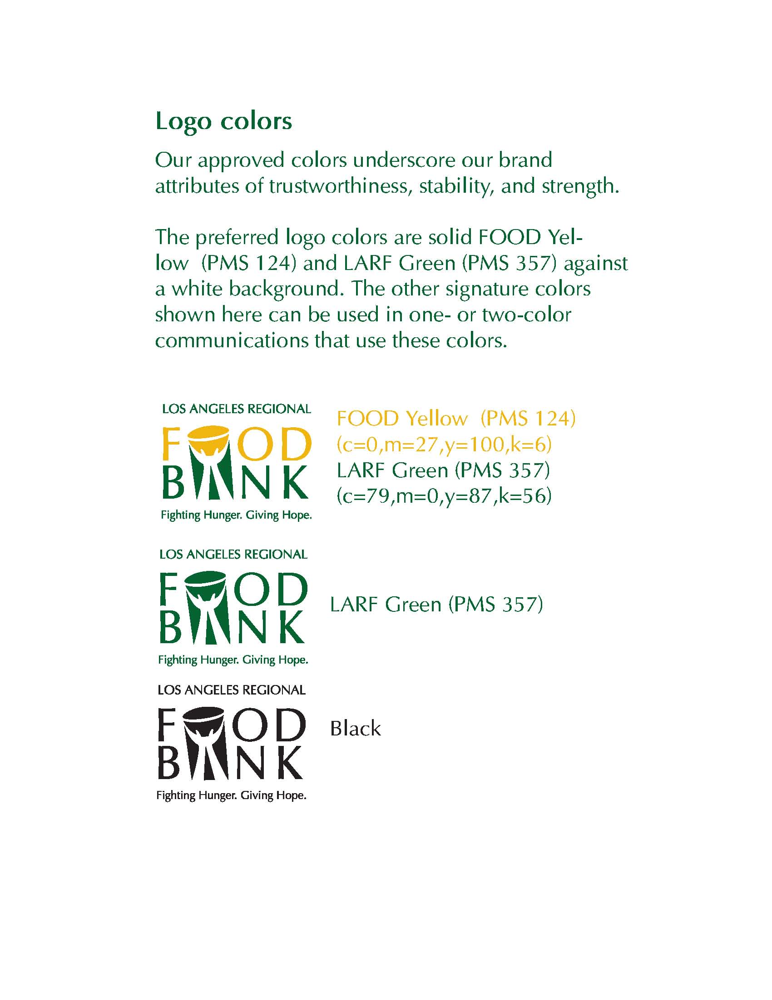 Logo colors
Our approved colors underscore our brand
attributes of trustworthiness, stability, and strength.
The preferred logo colors are solid FOOD Yel-
low  (PMS 124) and LARF Green (PMS 357) against
a white background. The other signature colors
shown here can be used in one- or two-color
communications that use these colors.
LOS ANGELES REGIONAL
FOOD
BANK
Fighting Hunger. Giving Hope.
FOOD Yellow  (PMS 124)
(c=0,m=27,y=100,k=6)
LARF Green (PMS 357)
(c=79,m=0,y=87,k=56)
LOS ANGELES REGIONAL
FOOD
BANK
Fighting Hunger. Giving Hope.
LARF Green (PMS 357)
LOS ANGELES REGIONAL
FOOD
BANK
Fighting Hunger. Giving Hope.
Black